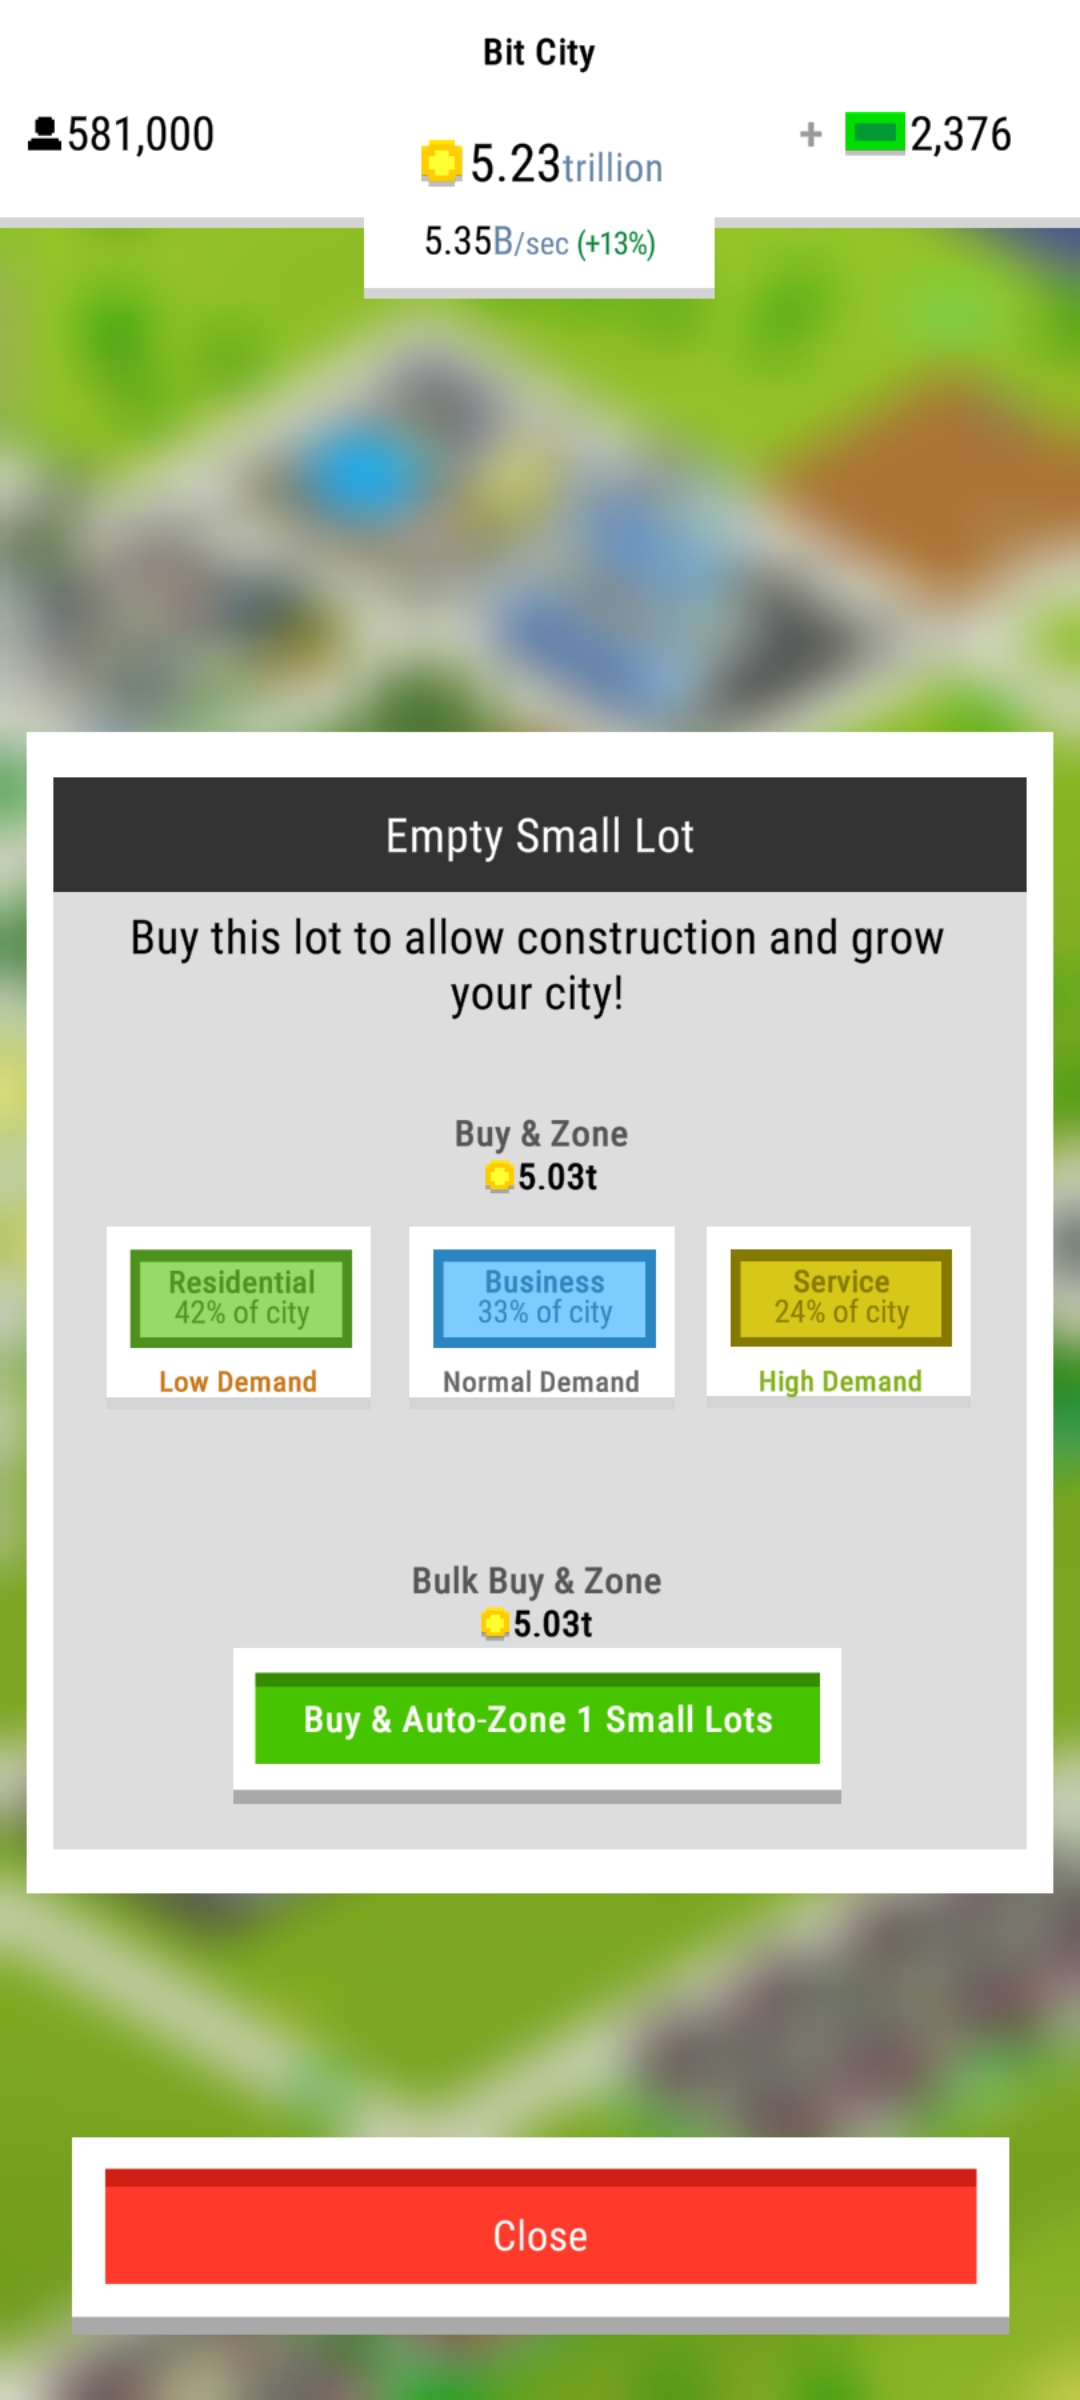 Bit City
581,000
5.23trillion
+ 2,376
5.35B/sec (+13%)
Empty Small Lot
Buy this lot to allow construction and grow
your city!
Buy & Zone
5.03t
Residential
42% of city
Low Demand
Business
33% of city
Normal Demand
Service
24% of city
High Demand
Bulk Buy & Zone
5.03t
Buy & Auto-Zone 1 Small Lots
Close